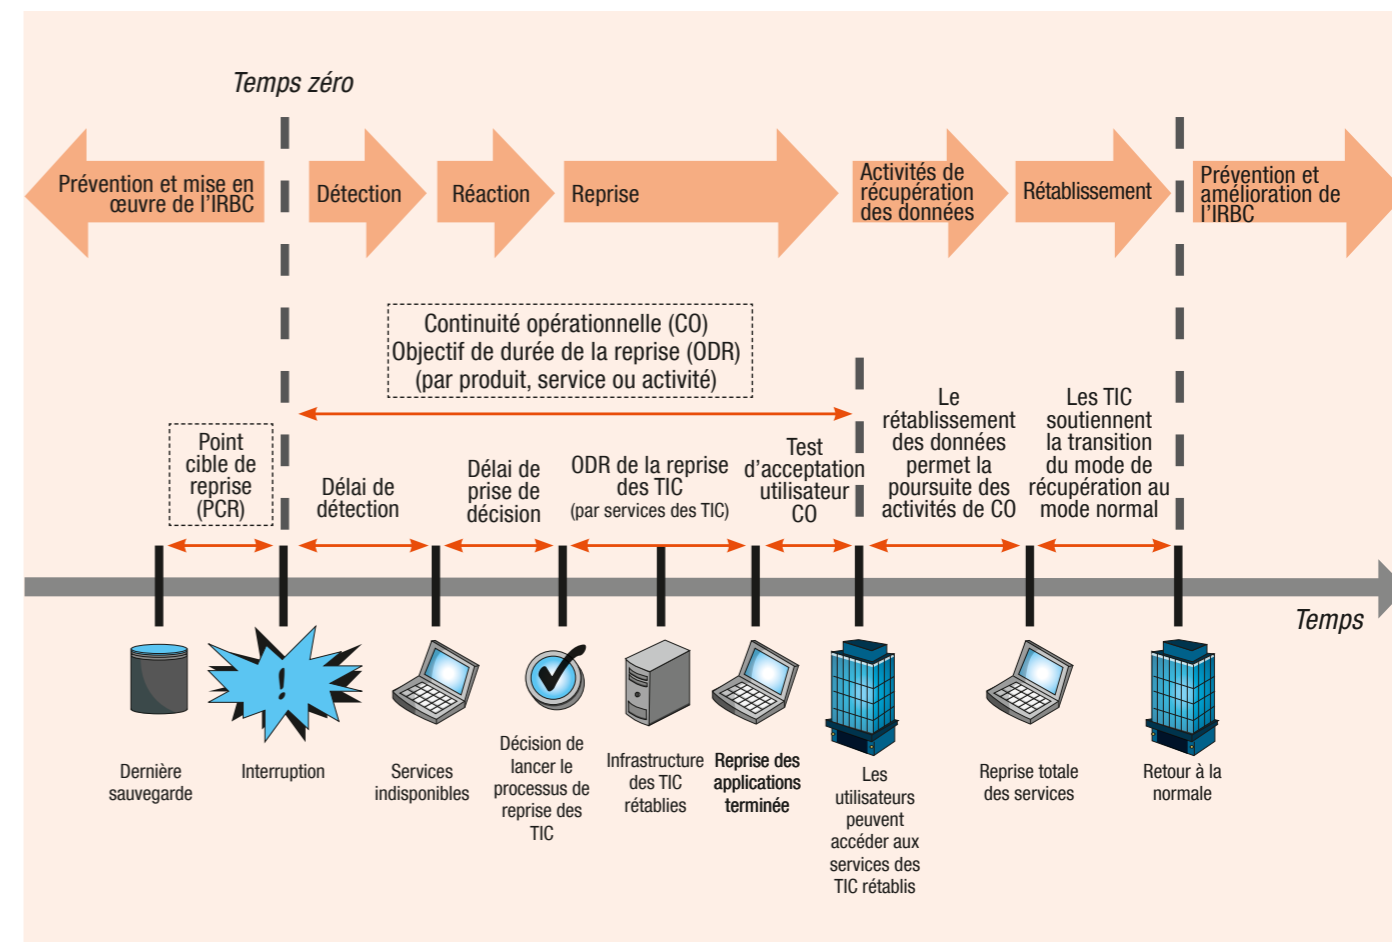 Temps zéro
Prévention et mise en
œuvre de l’IRBC
Détection
Réaction
Reprise
Activités de
récupération
des données
Rétablissement
Prévention et
amélioration de
l’IRBC
Continuité opérationnelle (CO)
Objectif de durée de la reprise (ODR)
(par produit, service ou activité)
Point
cible de
reprise
(PCR)
Délai de
détection
Délai de
prise de
décision
ODR de la reprise
des TIC
(par services des TIC)
Test
d’acceptation
utilisateur
CO
Le
rétablissement
des données
permet la
poursuite des
activités de CO
Les TIC
soutiennent
la transition
du mode de
récupération au
mode normal
Temps
!
Dernière
sauvegarde
Interruption
Services
indisponibles
Décision de
lancer le
processus de
reprise des
TIC
Infrastructure
des TIC
rétablies
Reprise des
applications
terminée
Les
utilisateurs
peuvent
accéder aux
services des
TIC rétablis
Reprise totale
des services
Retour à la
normale